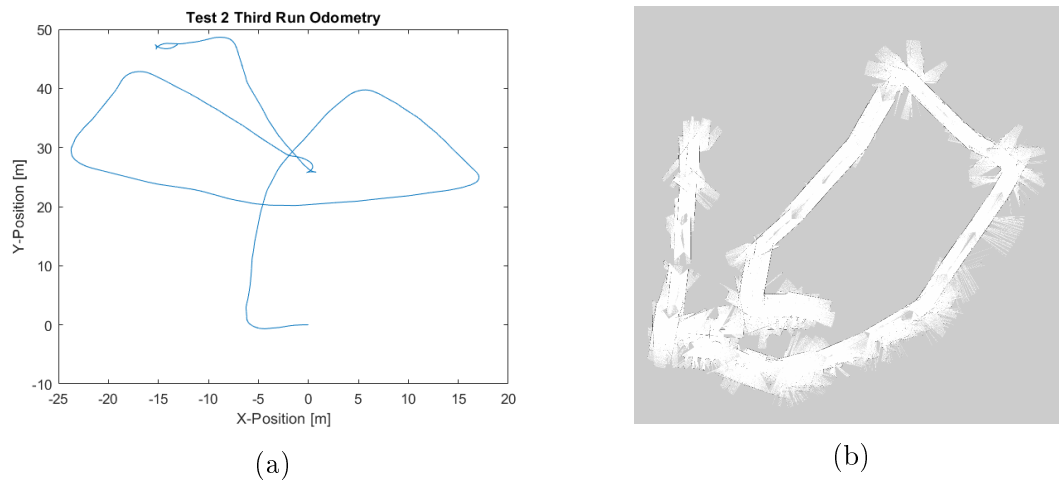 Test 2 Third Run Odometry
50
40
30
20
10
0
-10
Y-Position [m]
-25 -20 -15 -10 -5 0 5 10 15 20
X-Position [m]
(a)
(b)